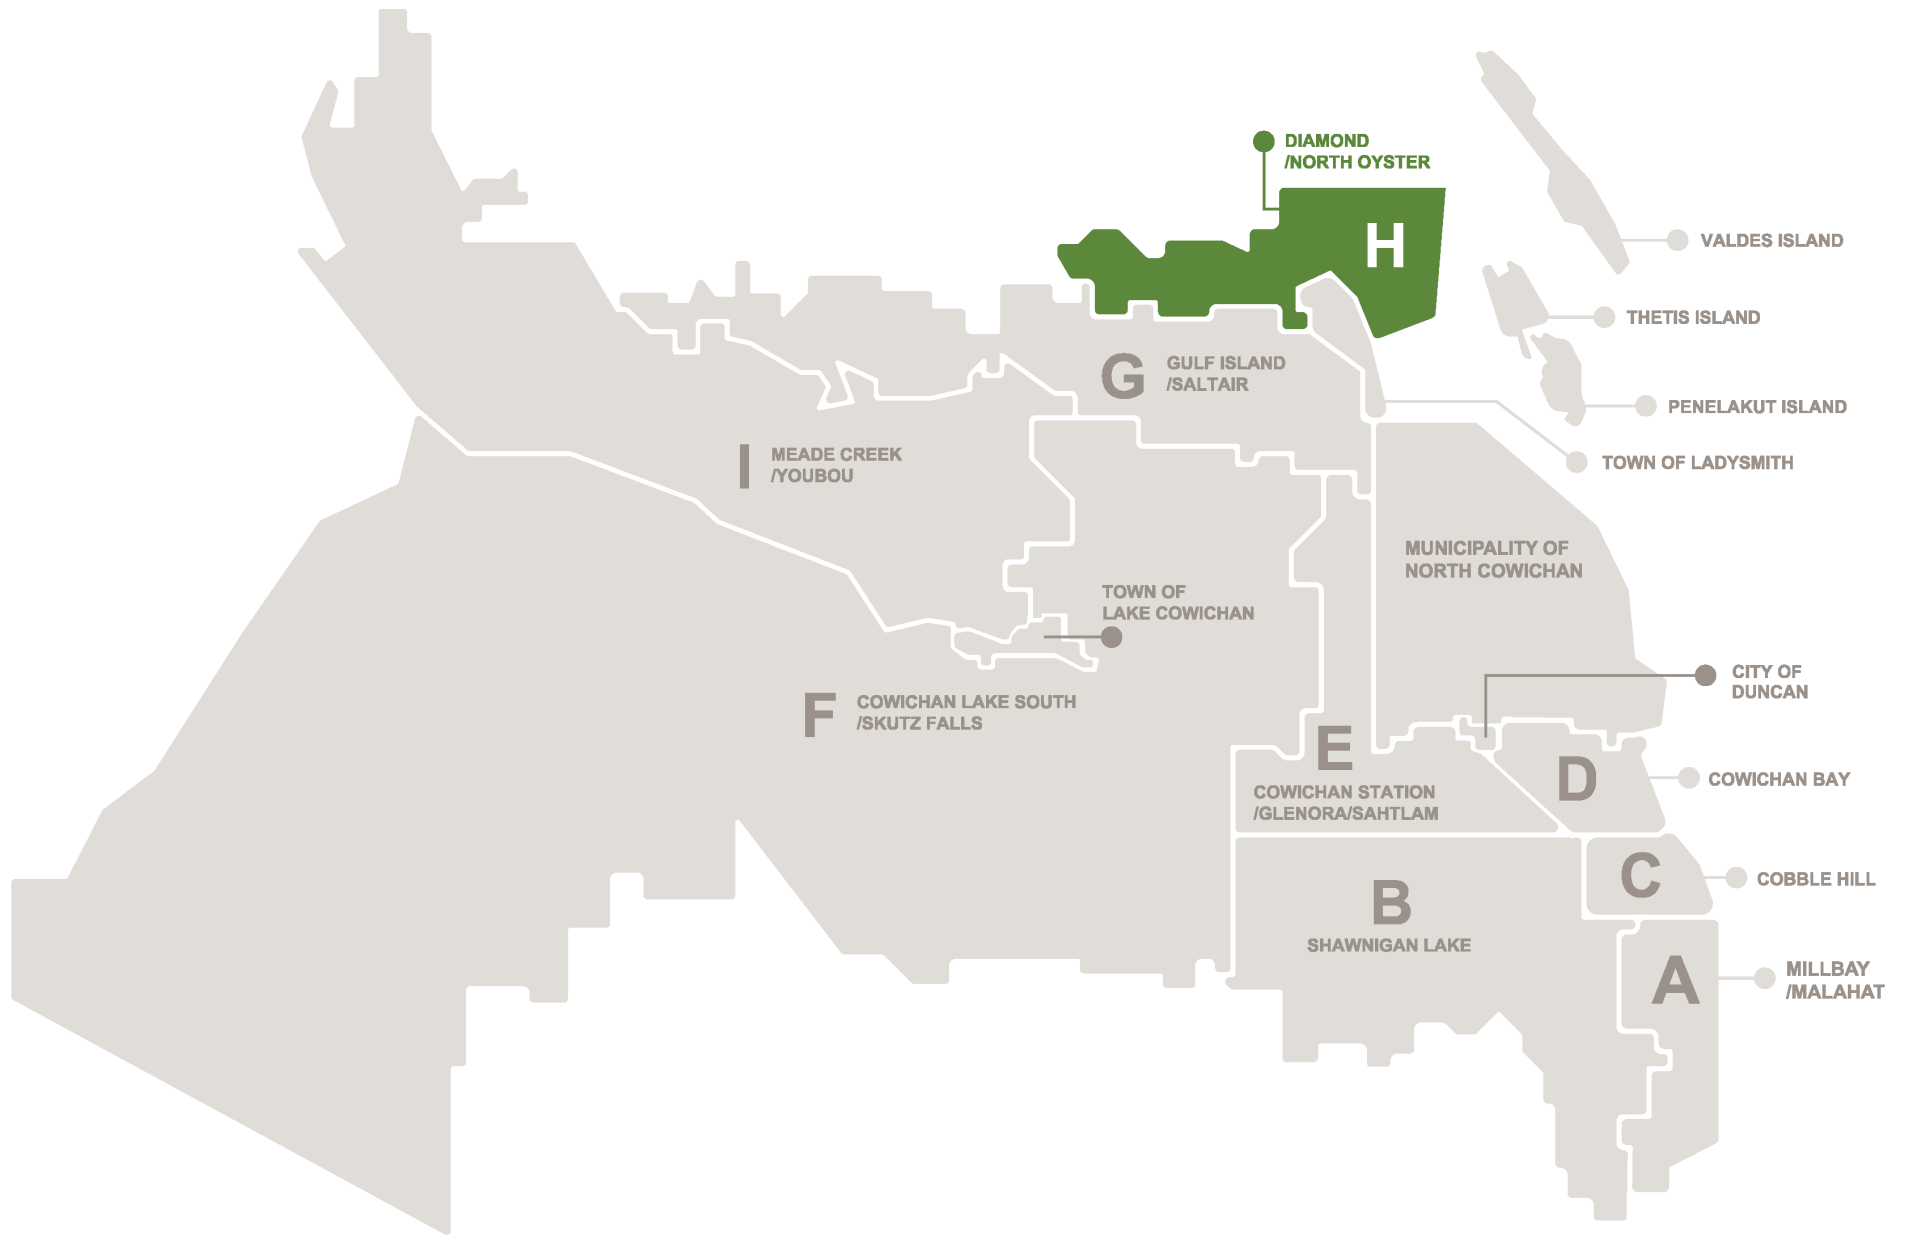 DIAMOND
/NORTH OYSTER
H
VALDES ISLAND
THETIS ISLAND
G
GULF ISLAND
/SALTAIR
PENELAKUT ISLAND
I
MEADE CREEK
/YOUBOU
TOWN OF LADYSMITH
MUNICIPALITY OF
NORTH COWICHAN
TOWN OF
LAKE COWICHAN
CITY OF
DUNCAN
F
COWICHAN LAKE SOUTH
/SKUTZ FALLS
E
COWICHAN STATION
/GLENORA/SAHTLAM
D
COWICHAN BAY
C
COBBLE HILL
B
SHAWNIGAN LAKE
A
MILLBAY
/MALAHAT